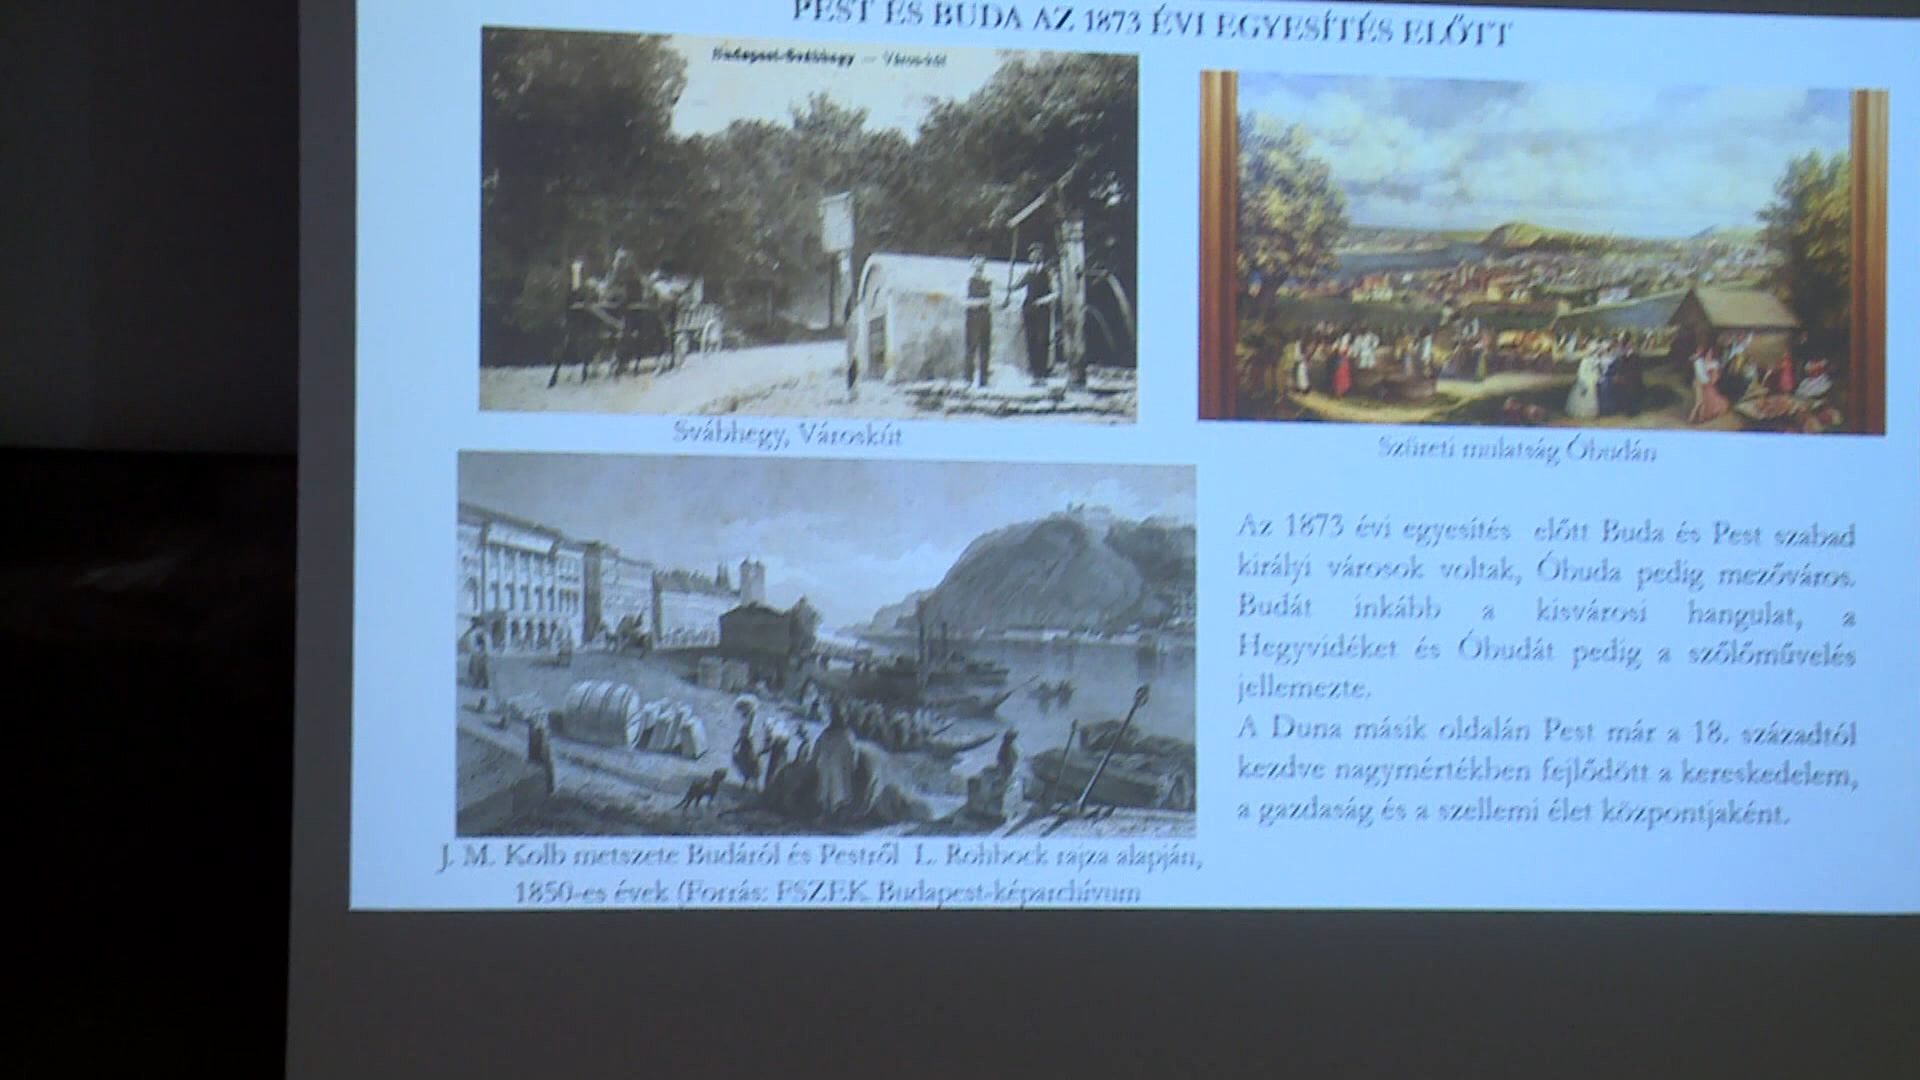 PEST ÉS BUDA AZ 1873 ÉVI EGYESÍTÉS ELŐTT
Budapest-Svábhegy — Városkút
Svábhegy, Városkút
Szüreti mulatság Óbudán
Az 1873 évi egyesítés előtt Buda és Pest szabad
királyi városok voltak, Óbuda pedig mezőváros.
Budát inkább a kisvárosi hangulat, a
Hegyvidéket és Óbudát pedig a szőlőművelés
jellemezte.
A Duna másik oldalán Pest már a 18. századtól
kezdve nagymértékben fejlődött a kereskedelem,
a gazdaság és a szellemi élet központjaként.
J. M. Kolb metszete Budáról és Pestről L. Rohbock rajza alapján,
1850-es évek (Forrás: FSZEK Budapest-képarchívum